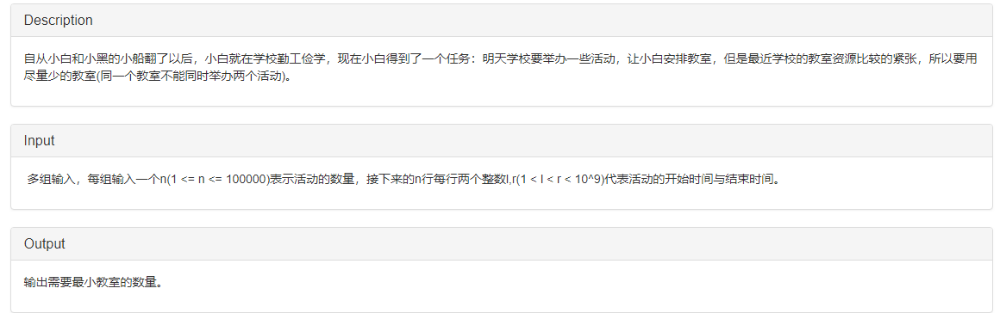 Description
自从小白和小黑的小船翻了以后，小白就在学校勤工俭学，现在小白得到了一个任务：明天学校要举办一些活动，让小白安排教室，但是最近学校的教室资源比较的紧张，所以要用
尽量少的教室(同一个教室不能同时举办两个活动)。
Input
多组输入，每组输入一个n(1 <= n <= 100000)表示活动的数量，接下来的n行每行两个整数l,r(1 < l < r < 10^9)代表活动的开始时间与结束时间。
Output
输出需要最小教室的数量。